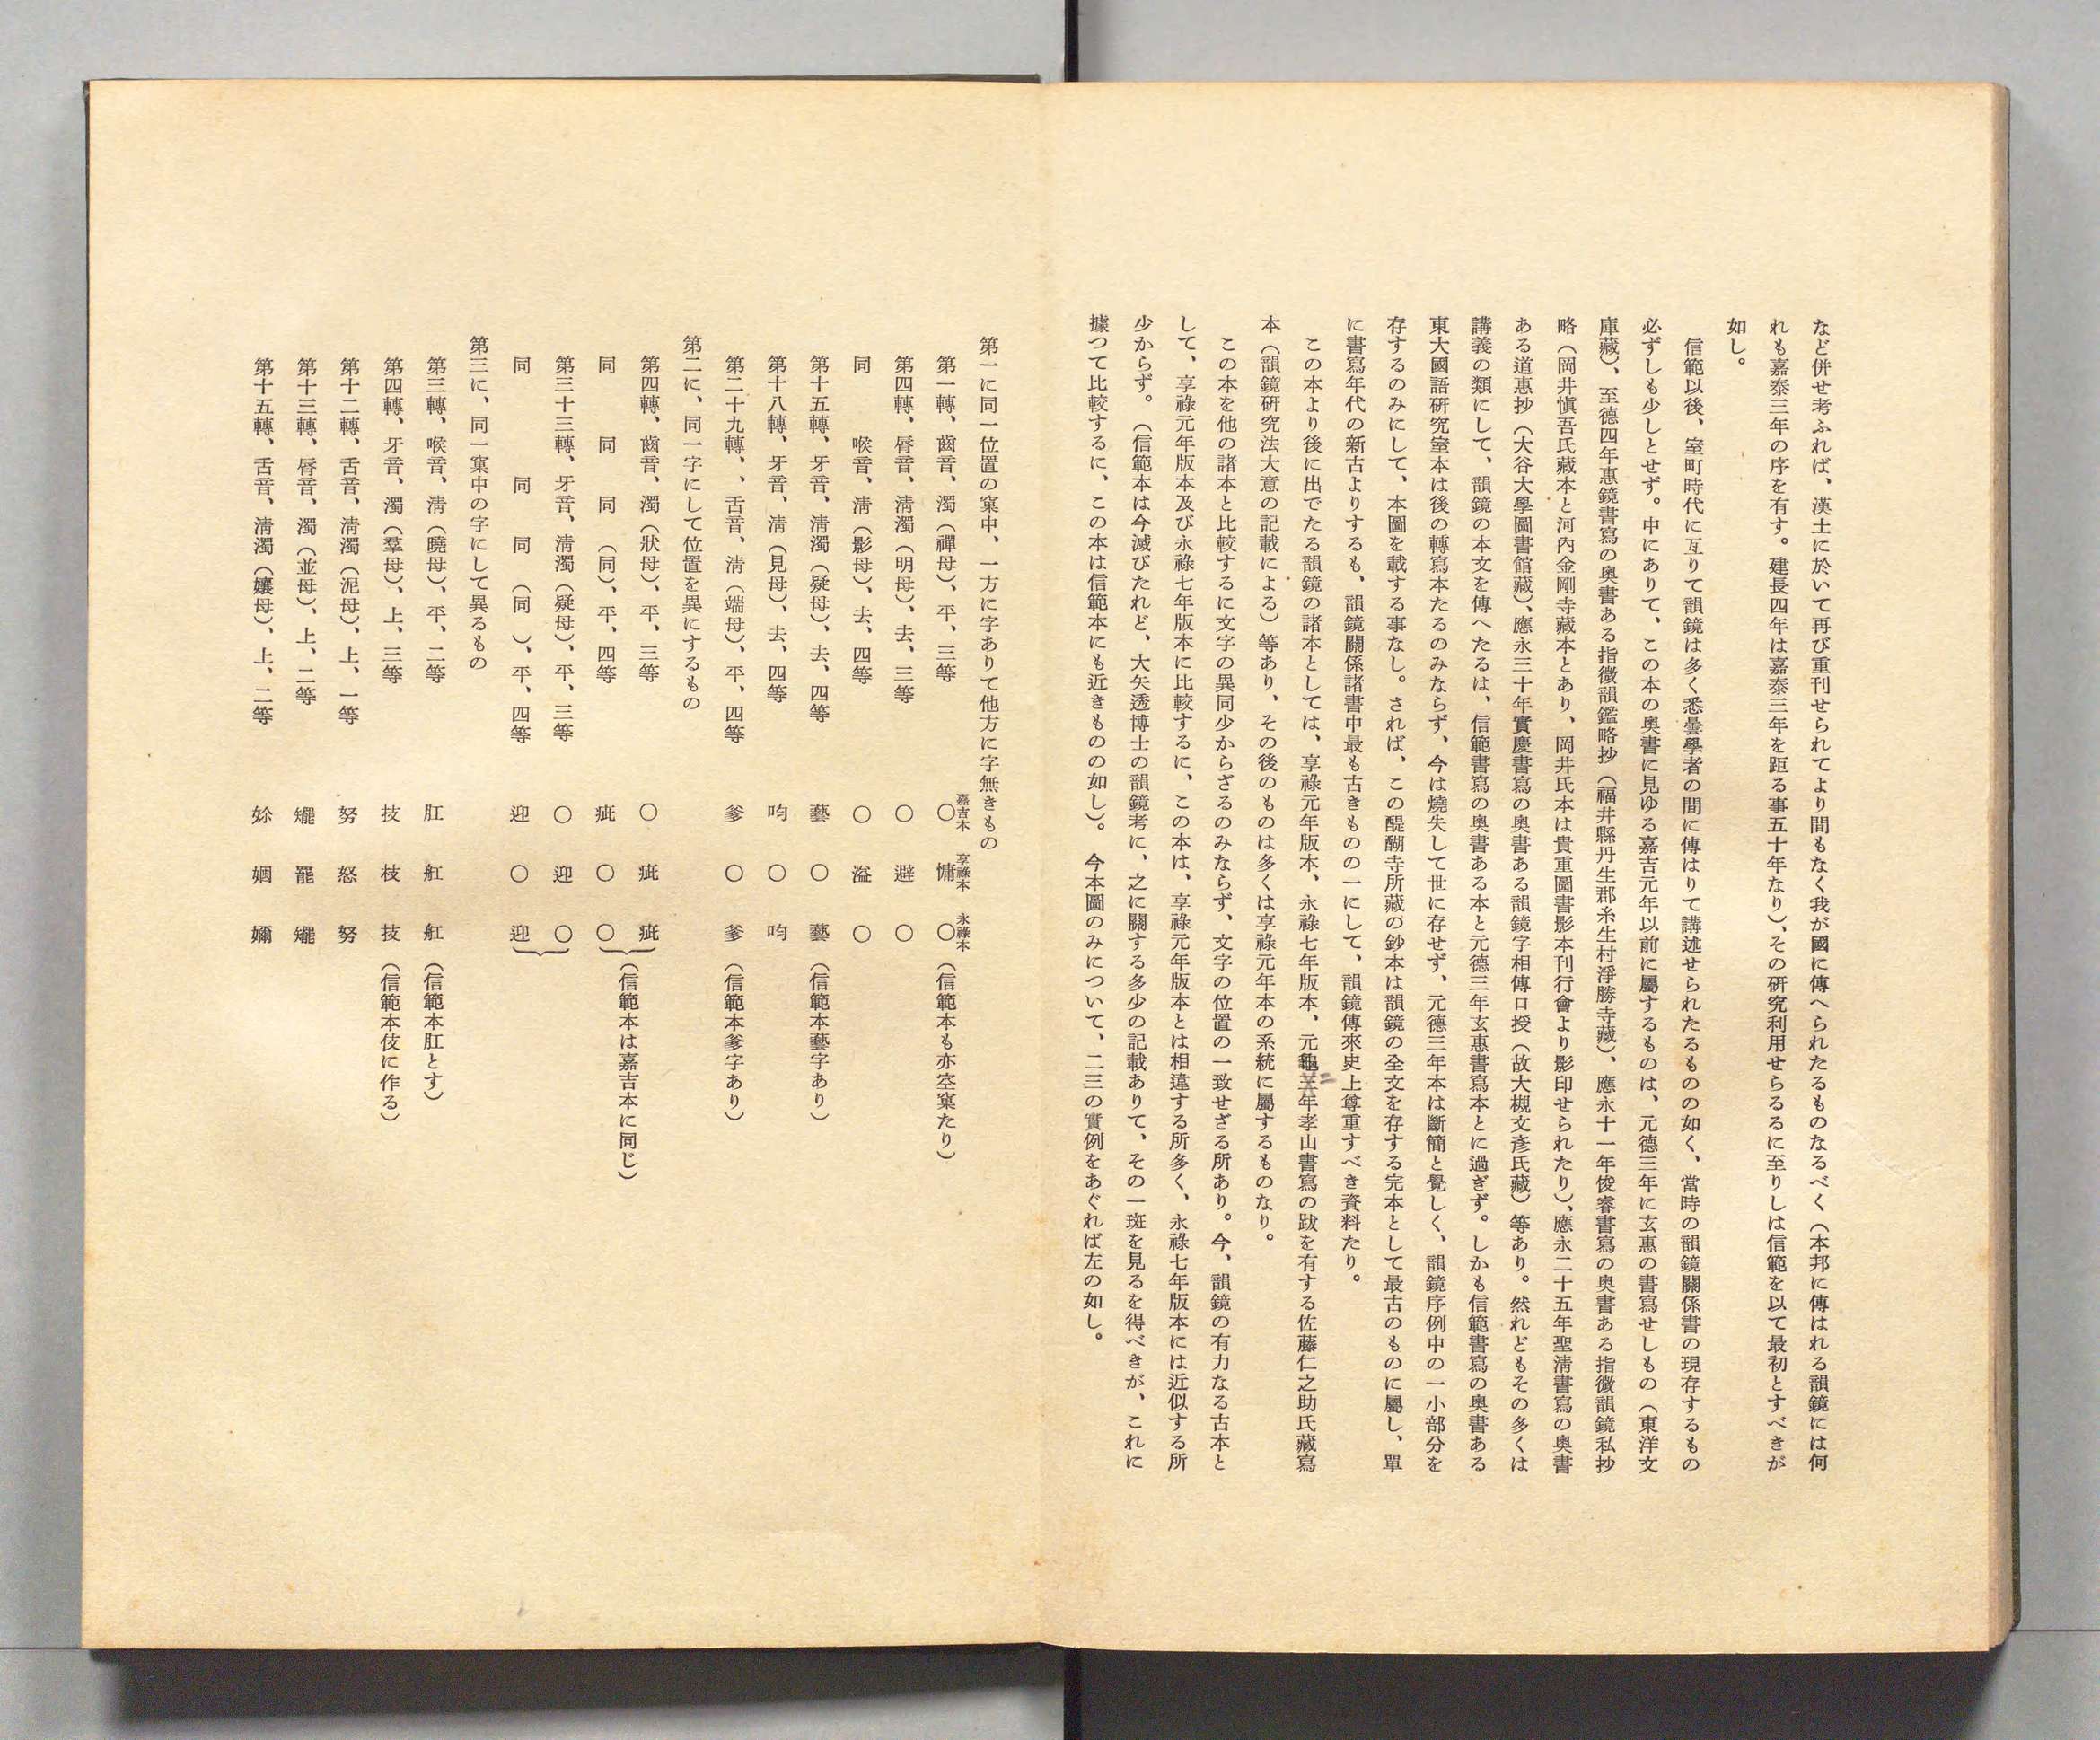 など併せ考ふれば、漢土に於いて再び重刊せられてより間もなく我が國に傳へられたるものなるべく（本邦に傳はれる韻鏡には何
れも嘉泰三年の序を有す。建長四年は嘉泰三年を距る事五十年なり）、その研究利用せらるるに至りしは信範を以て最初とすべきが
如し。
信範以後、室町時代に亙りて韻鏡は多く悉曇學者の間に傳はりて講述せられたるものの如く、當時の韻鏡關係書の現存するもの
必ずしも少しとせず。中にありて、この本の奧書に見ゆる嘉吉元年以前に屬するものは、元德三年に玄惠の書寫せしもの（東洋文
庫藏）、至德四年惠鏡書寫の奧書ある指微韻鑑略抄（福井縣丹生郡糸生村淨勝寺藏）、應永十一年俊睿書寫の奧書ある指微韻鏡私抄
略（岡井愼吾氏藏本と河內金剛寺藏本とあり、岡井氏本は貴重圖書影本刊行會より影印せられたり）、應永二十五年聖淸書寫の奧書
ある道惠抄（大谷大學圖書館藏）、應永三十年實慶書寫の奧書ある韻鏡字相傳口授（故大槻文彥氏藏）等あり。然れどもその多くは
講義の類にして、韻鏡の本文を傳へたるは、信範書寫の奧書ある本と元德三年玄惠書寫本とに過ぎず。しかも信範書寫の奧書ある
東大國語研究室本は後の轉寫本たるのみならず、今は燒失して世に存せず、元德三年本は斷簡と覺しく、韻鏡序例中の一小部分を
存するのみにして、本圖を載する事なし。されば、この醍醐寺所藏の鈔本は韻鏡の全文を存する完本として最古のものに屬し、單
に書寫年代の新古よりするも、韻鏡關係諸書中最も古きものの一にして、韻鏡傳來史上尊重すべき資料たり。
この本より後に出でたる韻鏡の諸本としては、享祿元年版本、永祿七年版本、元龜三年孝山書寫の跋を有する佐藤仁之助氏藏寫
二
本（韻鏡硏究法大意の記載による）等あり、その後のものは多くは享祿元年本の系統に屬するものなり。
この本を他の諸本と比較するに文字の異同少からざるのみならず、文字の位置の一致せざる所あり。今、韻鏡の有力なる古本と
して、享祿元年版本及び永祿七年版本に比較するに、この本は、享祿元年版本とは相違する所多く、永祿七年版本には近似する所
少からず。（信範本は今滅びたれど、大矢透博士の韻鏡考に、之に關する多少の記載ありて、その一斑を見るを得べきが、これに
據つて比較するに、この本は信範本にも近きものの如し）。今本圖のみについて、二三の實例をあぐれば左の如し。
第一に同一位置の窠中、一方に字ありて他方に字無きもの
嘉吉本　享祿本　永祿本
第一轉、齒音、濁（禪母）、平、三等　〇　慵　〇（信範本も亦空窠たり）
第四轉、脣音、淸濁（明母）、去、三等　〇　避　〇
同　喉音、淸（影母）、去、四等　〇　溢　〇
第十五轉、牙音、淸濁（疑母）、去、四等　藝　〇　藝（信範本藝字あり）
第十八轉、牙音、淸（見母）、去、四等　呁　〇　呁
第二十九轉、、舌音、淸（端母）、平、四等　爹　〇　爹（信範本爹字あり）
第二に、同一字にして位置を異にするもの
第四轉、齒音、濁（狀母）、平、三等　〇　疵　疵
同　同　同（同）、平、四等　疵　〇　〇（信範本は嘉吉本に同じ）
第三十三轉、牙音、淸濁（疑母）、平、三等　〇　迎　〇
同　同　同（同　）、平、四等　迎　〇　迎
第三に、同一窠中の字にして異るもの
第三轉、喉音、淸（曉母）、平、二等　肛　舡　舡（信範本肛とす）
第四轉、牙音、濁（羣母）、上、三等　技　枝　技（信範本伎に作る）
第十二轉、舌音、淸濁（泥母）、上、一等　努　怒　努
第十三轉、脣音、濁（並母）、上、二等　罷
第十五轉、舌音、淸濁（孃母）、上、二等　嬭